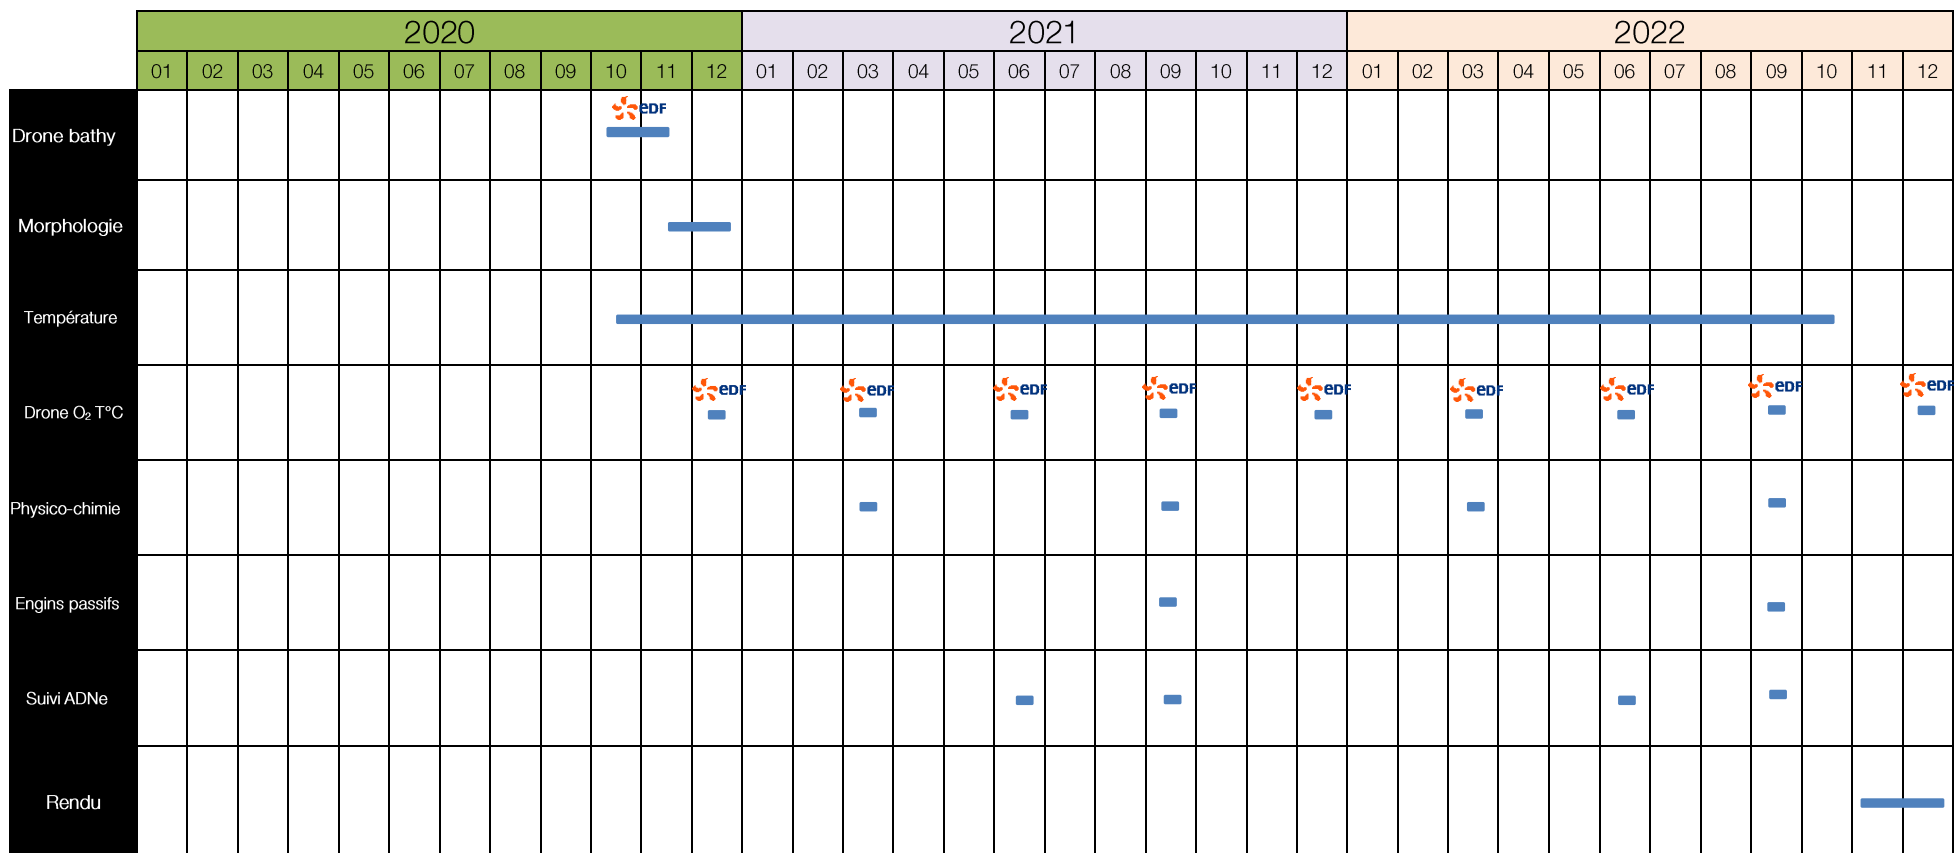 2020 2021 2022
01 02 03 04 05 06 07 08 09 10 11 12 01 02 03 04 05 06 07 08 09 10 11 12 01 02 03 04 05 06 07 08 09 10 11 12
eDF
Drone bathy
Morphologie
Température
eDF eDF eDF eDF eDF eDF eDF eDF eDF
Drone O₂ T°C
Physico-chimie
Engins passifs
Suivi ADNe
Rendu